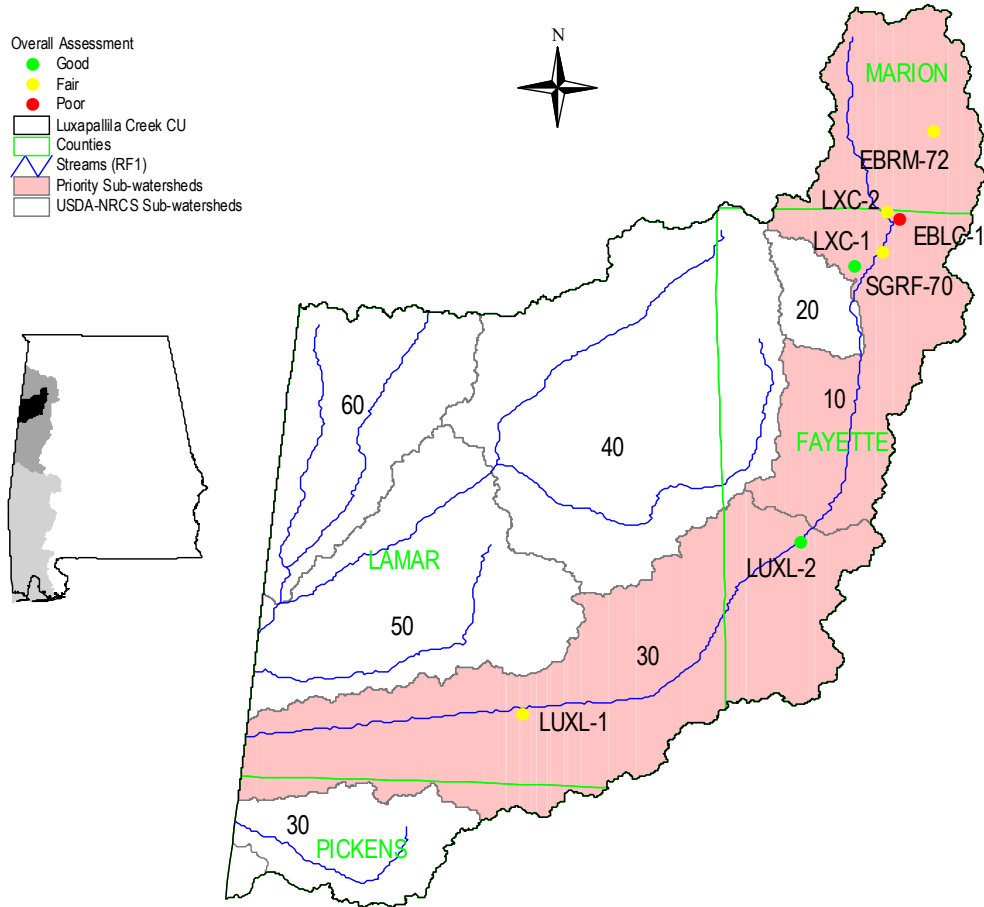 N
Overall Assessment
Good
Fair
Poor
Luxapallila Creek CU
Counties
Streams (RF1)
Priority Sub-watersheds
USDA-NRCS Sub-watersheds
MARION
EBRM-72
LXC-2
EBLC-1
LXC-1
SGRF-70
20
60
10
40
FAYETTE
LAMAR
LUXL-2
50
30
LUXL-1
30
PICKENS